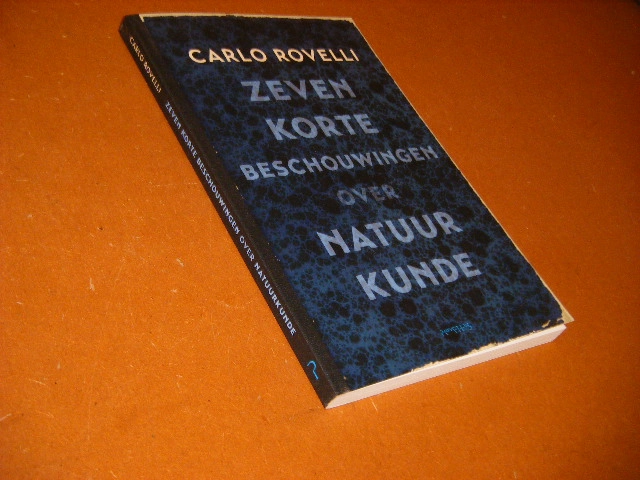 CARLO ROVELLI
ZEVEN
KORTE
BESCHOUWINGEN
OVER
NATUUR
KUNDE
CARLO ROVELLI ZEVEN KORTE BESCHOUWINGEN OVER NATUURKUNDE